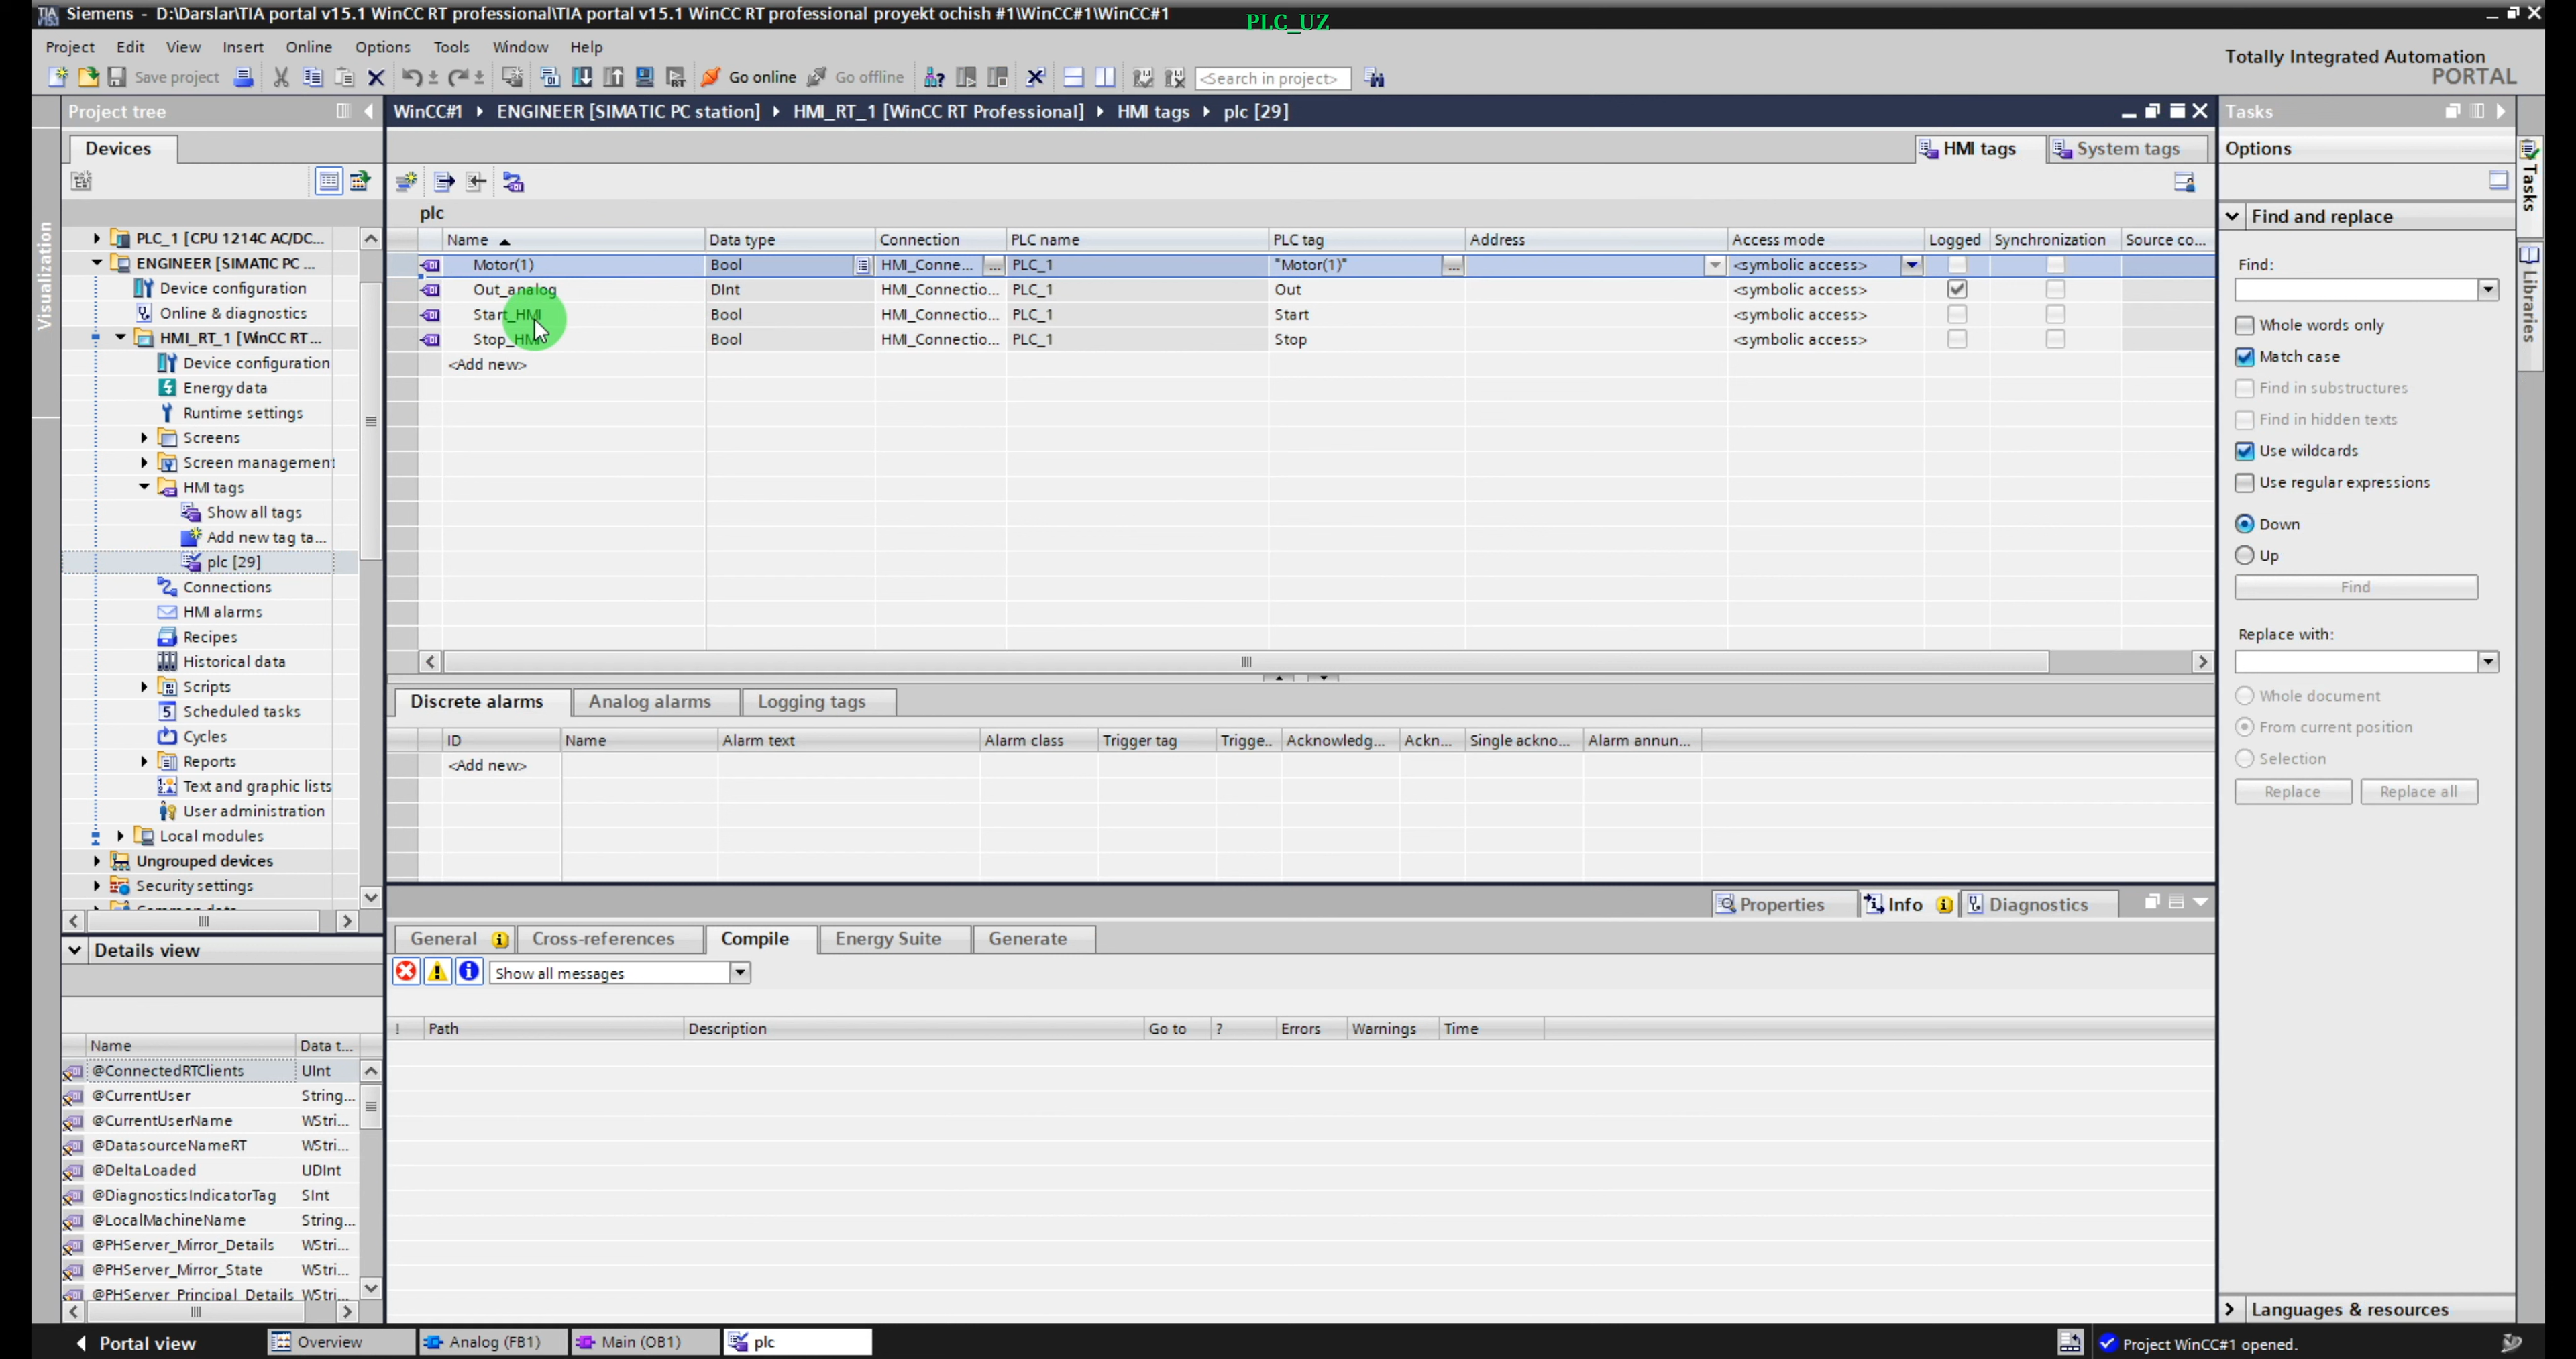 Siemens - D:\Darslar\TIA portal v15.1 WinCC RT professional\TIA portal v15.1 WinCC RT professional proyekt ochish #1\WinCC#1\WinCC#1
PLC_UZ
Project Edit View Insert Online Options Tools Window Help
Totally Integrated Automation
PORTAL
Save project Go online Go offline <Search in project>
Project tree
WinCC#1 ENGINEER [SIMATIC PC station] HMI_RT_1 [WinCC RT Professional] HMI tags plc [29]
Tasks
Devices
HMI tags System tags
Options
Visualization
Tasks
Libraries
PLC_1 [CPU 1214C AC/DC...
ENGINEER [SIMATIC PC ...
Device configuration
Online & diagnostics
HMI_RT_1 [WinCC RT ...
Device configuration
Energy data
Runtime settings
Screens
Screen management
HMI tags
Show all tags
Add new tag ta...
plc [29]
Connections
HMI alarms
Recipes
Historical data
Scripts
Scheduled tasks
Cycles
Reports
Text and graphic lists
User administration
Local modules
Ungrouped devices
Security settings
plc
Name Data type Connection PLC name PLC tag Address Access mode Logged Synchronization Source co...
Motor(1) Bool HMI_Conne... PLC_1 "Motor(1)" <symbolic access>
Out_analog DInt HMI_Connectio... PLC_1 Out <symbolic access>
Start_HMI Bool HMI_Connectio... PLC_1 Start <symbolic access>
Stop_HMI Bool HMI_Connectio... PLC_1 Stop <symbolic access>
<Add new>
Discrete alarms Analog alarms Logging tags
ID Name Alarm text Alarm class Trigger tag Trigge.. Acknowledg... Ackn... Single ackno... Alarm annun...
<Add new>
Properties Info Diagnostics
General Cross-references Compile Energy Suite Generate
Show all messages
! Path Description Go to ? Errors Warnings Time
Find and replace
Find:
Whole words only
Match case
Find in substructures
Find in hidden texts
Use wildcards
Use regular expressions
Down
Up
Find
Replace with:
Whole document
From current position
Selection
Replace Replace all
Languages & resources
Details view
Name Data t...
@ConnectedRTClients UInt
@CurrentUser String...
@CurrentUserName WStri...
@DatasourceNameRT WStri...
@DeltaLoaded UDInt
@DiagnosticsIndicatorTag SInt
@LocalMachineName String...
@PHServer_Mirror_Details WStri...
@PHServer_Mirror_State WStri...
@PHServer_Principal_Details WStri...
Portal view Overview Analog (FB1) Main (OB1) plc
Project WinCC#1 opened.